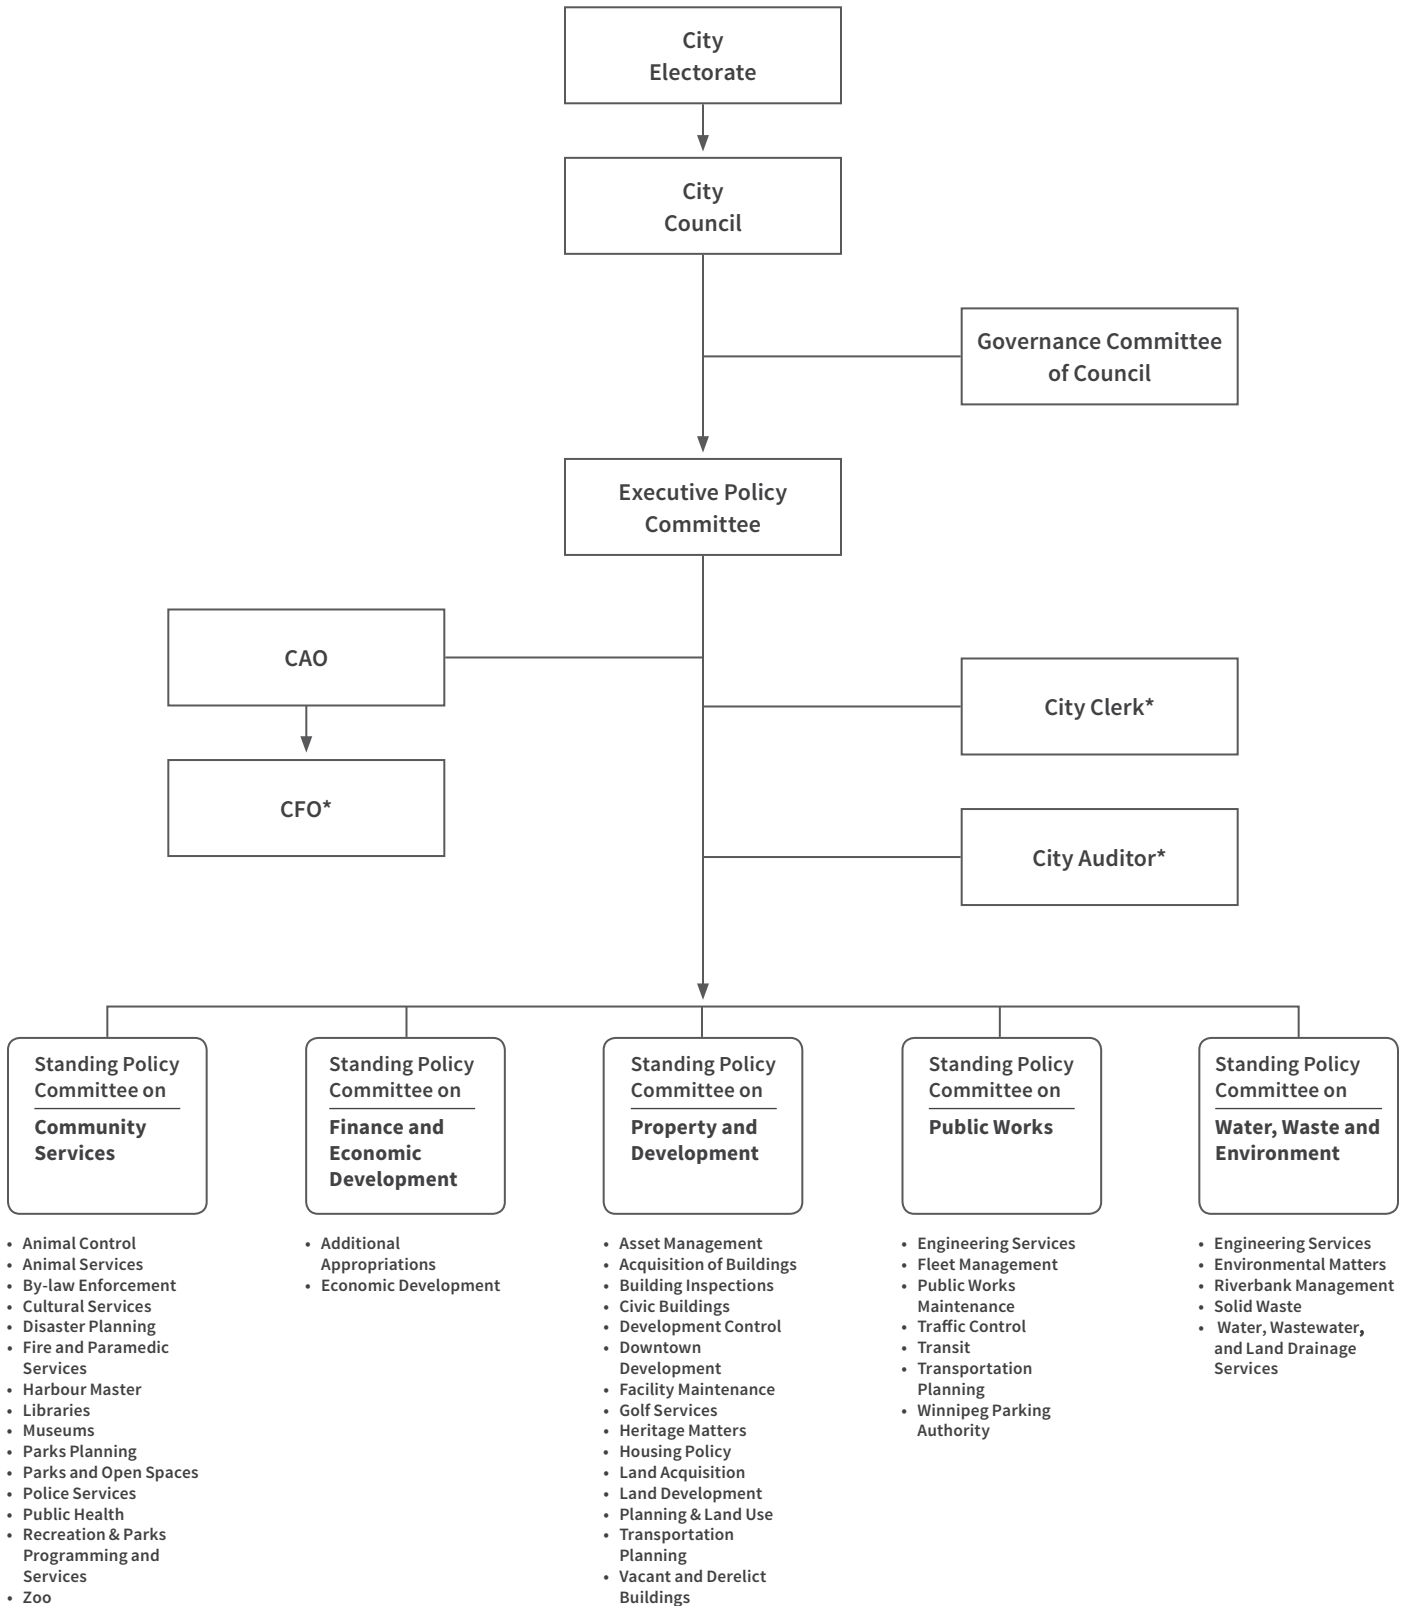 City
Electorate
City
Council
Governance Committee
of Council
Executive Policy
Committee
CAO
City Clerk*
CFO*
City Auditor*
Standing Policy
Committee on
Community
Services
• Animal Control
• Animal Services
• By-law Enforcement
• Cultural Services
• Disaster Planning
• Fire and Paramedic
Services
• Harbour Master
• Libraries
• Museums
• Parks Planning
• Parks and Open Spaces
• Police Services
• Public Health
• Recreation & Parks
Programming and
Services
• Zoo
Standing Policy
Committee on
Finance and
Economic
Development
• Additional
Appropriations
• Economic Development
Standing Policy
Committee on
Property and
Development
• Asset Management
• Acquisition of Buildings
• Building Inspections
• Civic Buildings
• Development Control
• Downtown
Development
• Facility Maintenance
• Golf Services
• Heritage Matters
• Housing Policy
• Land Acquisition
• Land Development
• Planning & Land Use
• Transportation
Planning
• Vacant and Derelict
Buildings
Standing Policy
Committee on
Public Works
• Engineering Services
• Fleet Management
• Public Works
Maintenance
• Traffic Control
• Transit
• Transportation
Planning
• Winnipeg Parking
Authority
Standing Policy
Committee on
Water, Waste and
Environment
• Engineering Services
• Environmental Matters
• Riverbank Management
• Solid Waste
• Water, Wastewater,
and Land Drainage
Services